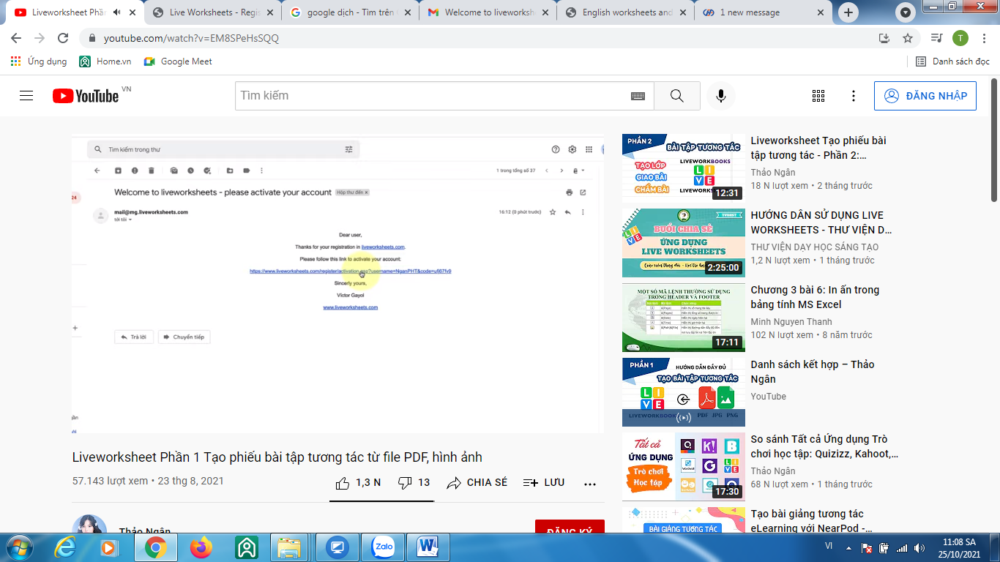 Liveworksheet Phần
Live Worksheets - Regis
google dịch - Tìm trên
Welcome to liveworksh
English worksheets and
1 new message
youtube.com/watch?v=EM8SPeHsSQQ
T
Ứng dụng
Home.vn
Google Meet
Danh sách đọc
YouTube VN
Tìm kiếm
ĐĂNG NHẬP
Tìm kiếm trong thư
1 trong tổng số 37
24
Welcome to liveworksheets - please activate your account
Hộp thư đến x
mail@mg.liveworksheets.com
16:12 (0 phút trước)
tới tôi
Dear user,
Thanks for your registration in liveworksheets.com.
Please follow this link to activate your account:
https://www.liveworksheets.com/register/activation.asp?username=NganPHT&code=
Sincerly yours,
Víctor Gayol
www.liveworksheets.com
Trả lời
Chuyển tiếp
Liveworksheet Phần 1 Tạo phiếu bài tập tương tác từ file PDF, hình ảnh
57.143 lượt xem • 23 thg 8, 2021
1,3 N
13
CHIA SẺ
LƯU
Thảo Ngân
ĐĂNG KÝ
PHẦN 2
BÀI TẬP TƯƠNG TÁC
TẠO LỚP
GIAO BÀI
CHẤM BÀI
LIVEWORKBOOKS
LIVE
LIVEWORKS
12:31
Liveworksheet Tạo phiếu bài
tập tương tác - Phần 2:...
Thảo Ngân
18 N lượt xem • 2 tháng trước
BUỔI CHIA SẺ
ỨNG DỤNG
LIVE WORKSHEETS
2:25:00
HƯỚNG DẪN SỬ DỤNG LIVE
WORKSHEETS - THƯ VIỆN D...
THƯ VIỆN DẠY HỌC SÁNG TẠO
1,2 N lượt xem • 1 tháng trước
MỘT SỐ MÃ LỆNH THƯỜNG SỬ DỤNG
TRONG HEADER VÀ FOOTER
17:11
Chương 3 bài 6: In ấn trong
bảng tính MS Excel
Minh Nguyen Thanh
102 N lượt xem • 8 năm trước
PHẦN 1
HƯỚNG DẪN ĐẦY ĐỦ
TẠO BÀI TẬP TƯƠNG TÁC
LIVE
LIVEWORKBOOK
PDF JPG PNG
Danh sách kết hợp – Thảo
Ngân
YouTube
Tất cả
ỨNG DỤNG
Trò chơi
Học tập
K!
B
17:30
So sánh Tất cả Ứng dụng Trò
chơi học tập: Quizizz, Kahoot,...
Thảo Ngân
68 N lượt xem • 1 tháng trước
BÀI GIẢNG TƯƠNG TÁC
Tạo bài giảng tương tác
eLearning với NearPod -...
Zalo
VI
11:08 SA
25/10/2021